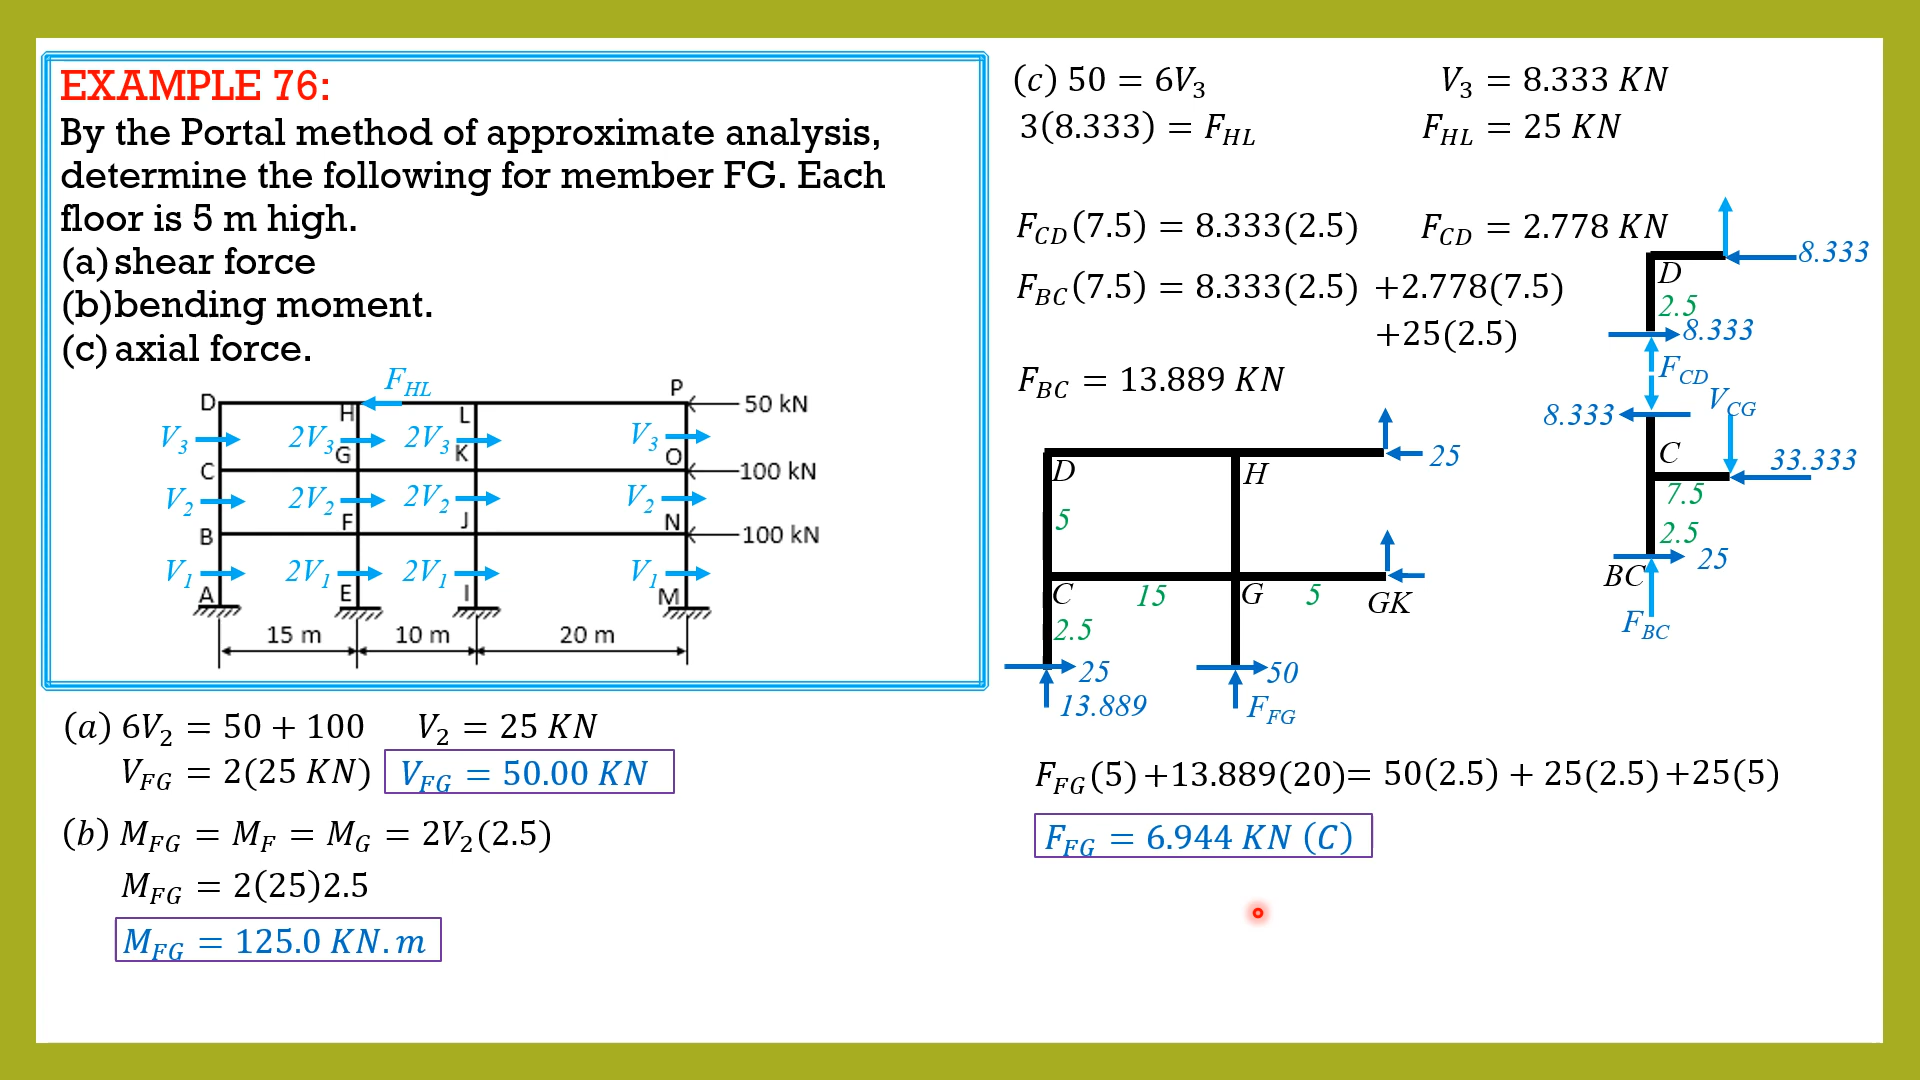 EXAMPLE 76:
By the Portal method of approximate analysis,
determine the following for member FG. Each
floor is 5 m high.
(a) shear force
(b) bending moment.
(c) axial force.
F_HL
D H L P 50 kN
V_3 2V_3 2V_3 V_3
C G K O 100 kN
V_2 2V_2 2V_2 V_2
B F J N 100 kN
V_1 2V_1 2V_1 V_1
A E I M
15 m 10 m 20 m
(a) 6V_2 = 50 + 100 V_2 = 25 KN
V_FG = 2(25 KN) V_FG = 50.00 KN
(b) M_FG = M_F = M_G = 2V_2(2.5)
M_FG = 2(25)2.5
M_FG = 125.0 KN.m
(c) 50 = 6V_3 V_3 = 8.333 KN
3(8.333) = F_HL F_HL = 25 KN
F_CD(7.5) = 8.333(2.5) F_CD = 2.778 KN
F_BC(7.5) = 8.333(2.5) +2.778(7.5)
+25(2.5)
F_BC = 13.889 KN
8.333
D
2.5
8.333
F_CD
8.333 V_CG
C 33.333
7.5
2.5
BC 25
F_BC
25
D H
5
C 15 G 5 GK
2.5
25 50
13.889 F_FG
F_FG(5)+13.889(20)= 50(2.5) + 25(2.5)+25(5)
F_FG = 6.944 KN (C)